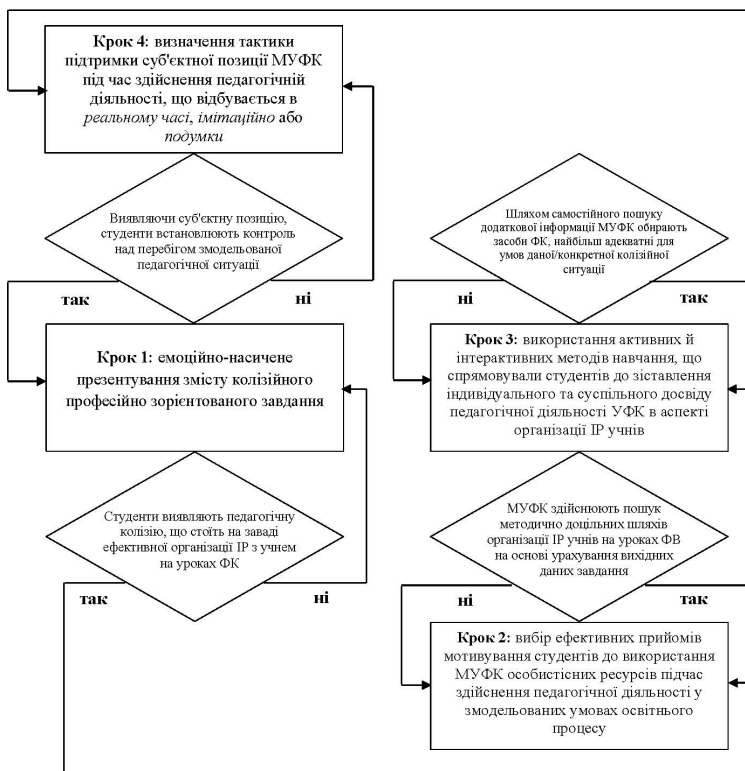 Крок 4: визначення тактики
підтримки суб'єктної позиції МУФК
під час здійснення педагогічній
діяльності, що відбувається в
реальному часі, імітаційно або
подумки
Виявляючи суб'єктну позицію,
студенти встановлюють контроль
над перебігом змодельованої
педагогічної ситуації
так
ні
Крок 1: емоційно-насичене
презентування змісту колізійного
професійно зорієнтованого завдання
Студенти виявляють педагогічну
колізію, що стоїть на заваді
ефективної організації ІР з учнем
на уроках ФК
так
ні
Шляхом самостійного пошуку
додаткової інформації МУФК обирають
засоби ФК, найбільш адекватні для
умов даної/конкретної колізійної
ситуації
ні
так
Крок 3: використання активних й
інтерактивних методів навчання, що
спрямовували студентів до зіставлення
індивідуального та суспільного досвіду
педагогічної діяльності УФК в аспекті
організації ІР учнів
МУФК здійснюють пошук
методично доцільних шляхів
організації ІР учнів на уроках ФВ
на основі урахування вихідних
даних завдання
ні
так
Крок 2: вибір ефективних прийомів
мотивування студентів до використання
МУФК особистісних ресурсів підчас
здійснення педагогічної діяльності у
змодельованих умовах освітнього
процесу